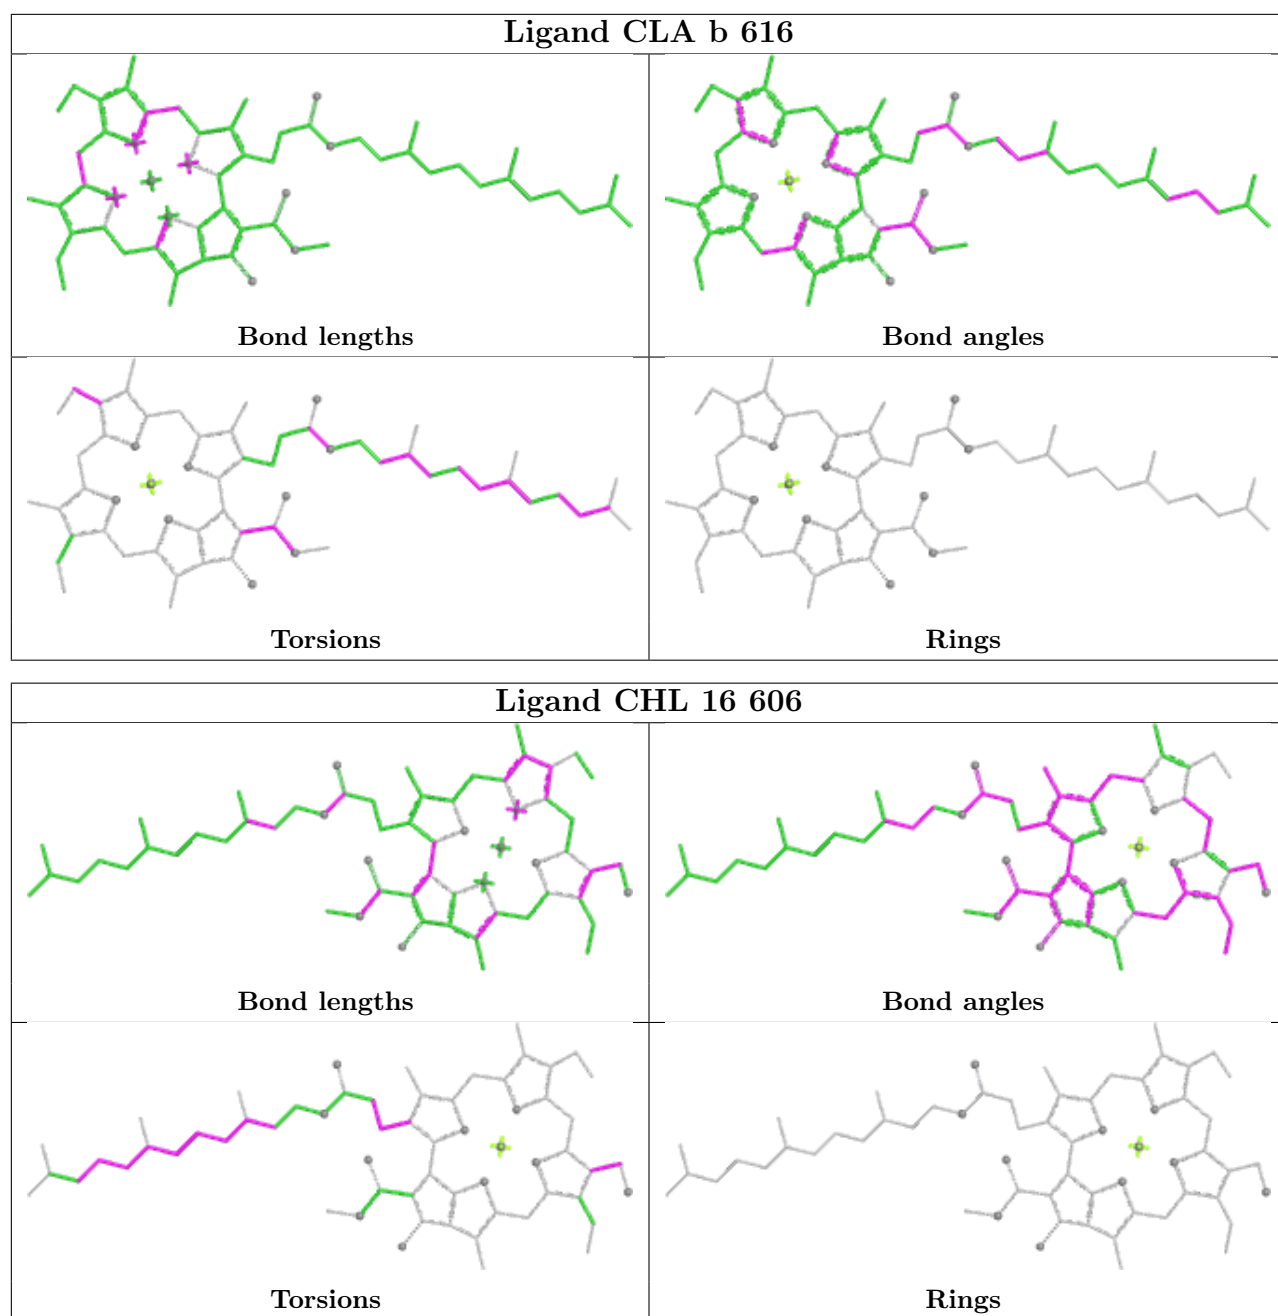 Ligand CLA b 616
Bond lengths
Bond angles
Torsions
Rings
Ligand CHL 16 606
Bond lengths
Bond angles
Torsions
Rings